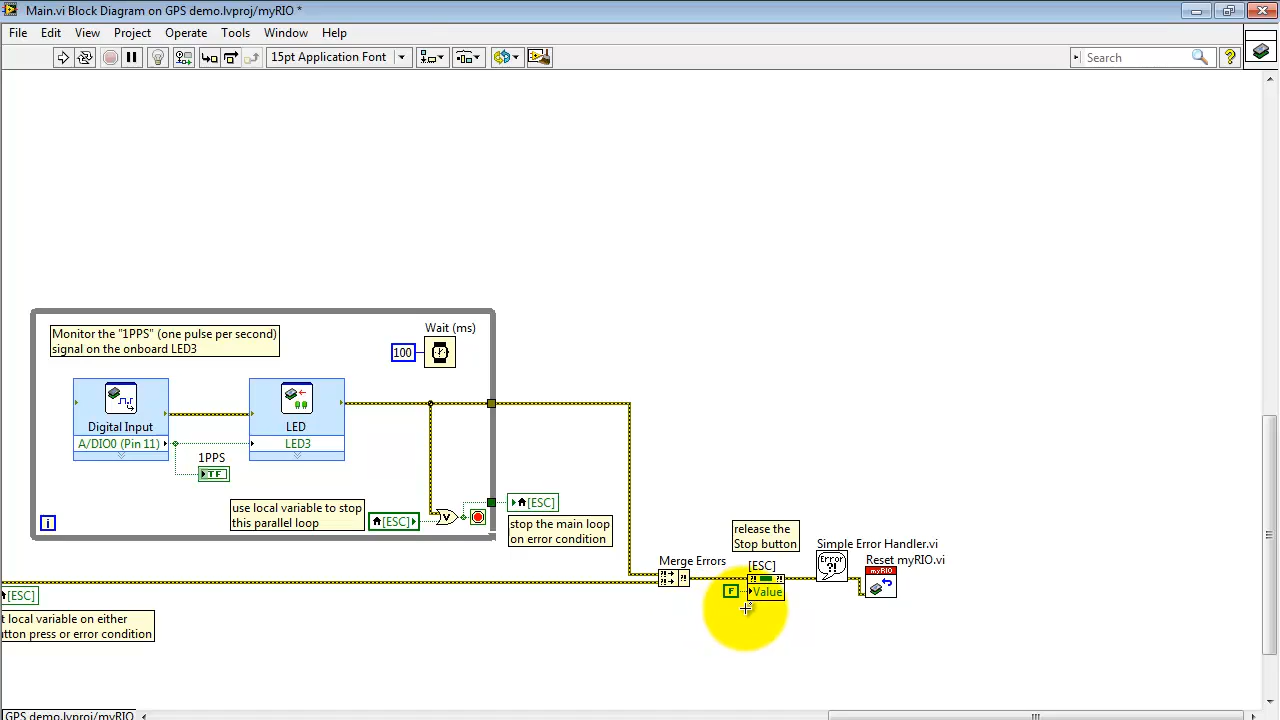 Main.vi Block Diagram on GPS demo.lvproj/myRIO *
File Edit View Project Operate Tools Window Help
15pt Application Font
Search
Monitor the "1PPS" (one pulse per second)
signal on the onboard LED3
Wait (ms)
100
Digital Input
A/DIO0 (Pin 11)
LED
LED3
1PPS
TF
use local variable to stop
this parallel loop
[ESC]
V
i
[ESC]
stop the main loop
on error condition
Merge Errors
release the
Stop button
[ESC]
F
Value
Simple Error Handler.vi
Error
?!
Reset myRIO.vi
myRIO
[ESC]
t local variable on either
utton press or error condition
GPS demo.lvproj/myRIO